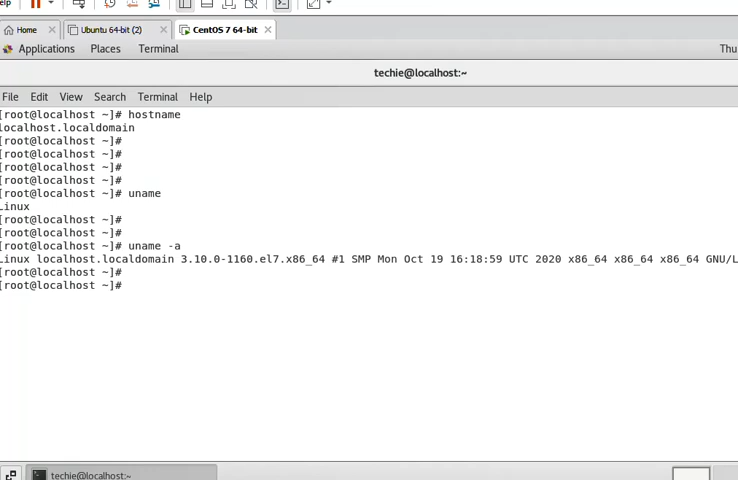 elp
Home Ubuntu 64-bit (2) CentOS 7 64-bit
Applications Places Terminal Thu
techie@localhost:~
File Edit View Search Terminal Help
[root@localhost ~]# hostname
localhost.localdomain
[root@localhost ~]#
[root@localhost ~]#
[root@localhost ~]#
[root@localhost ~]#
[root@localhost ~]# uname
Linux
[root@localhost ~]#
[root@localhost ~]#
[root@localhost ~]# uname -a
Linux localhost.localdomain 3.10.0-1160.el7.x86_64 #1 SMP Mon Oct 19 16:18:59 UTC 2020 x86_64 x86_64 x86_64 GNU/L
[root@localhost ~]#
[root@localhost ~]#
techie@localhost:~